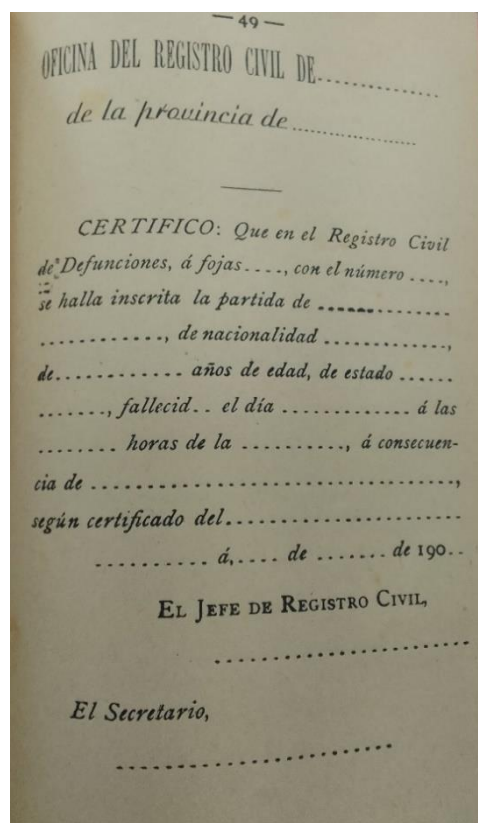 — 49 —
OFICINA DEL REGISTRO CIVIL DE..............
de la provincia de..................
CERTIFICO: Que en el Registro Civil
de Defunciones, á fojas...., con el número ....,
se halla inscrita la partida de ..............
............, de nacionalidad ............,
de............ años de edad, de estado ......
......., fallecid.. el día ............. á las
........ horas de la .........., á consecuen-
cia de ...................................,
según certificado del.......................
.......... á,.... de ....... de 190..
EL JEFE DE REGISTRO CIVIL,
..........................
El Secretario,
..........................